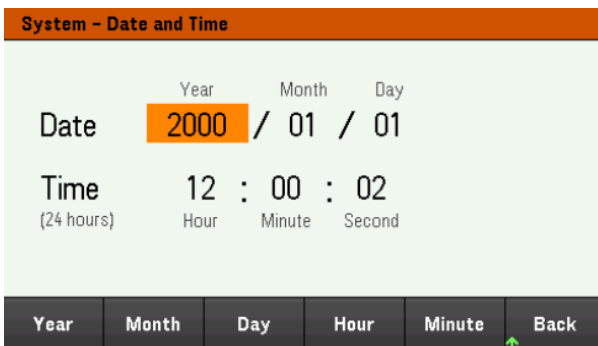 System - Date and Time
Year Month Day
Date 2000 / 01 / 01
Time 12 : 00 : 02
(24 hours) Hour Minute Second
Year Month Day Hour Minute Back